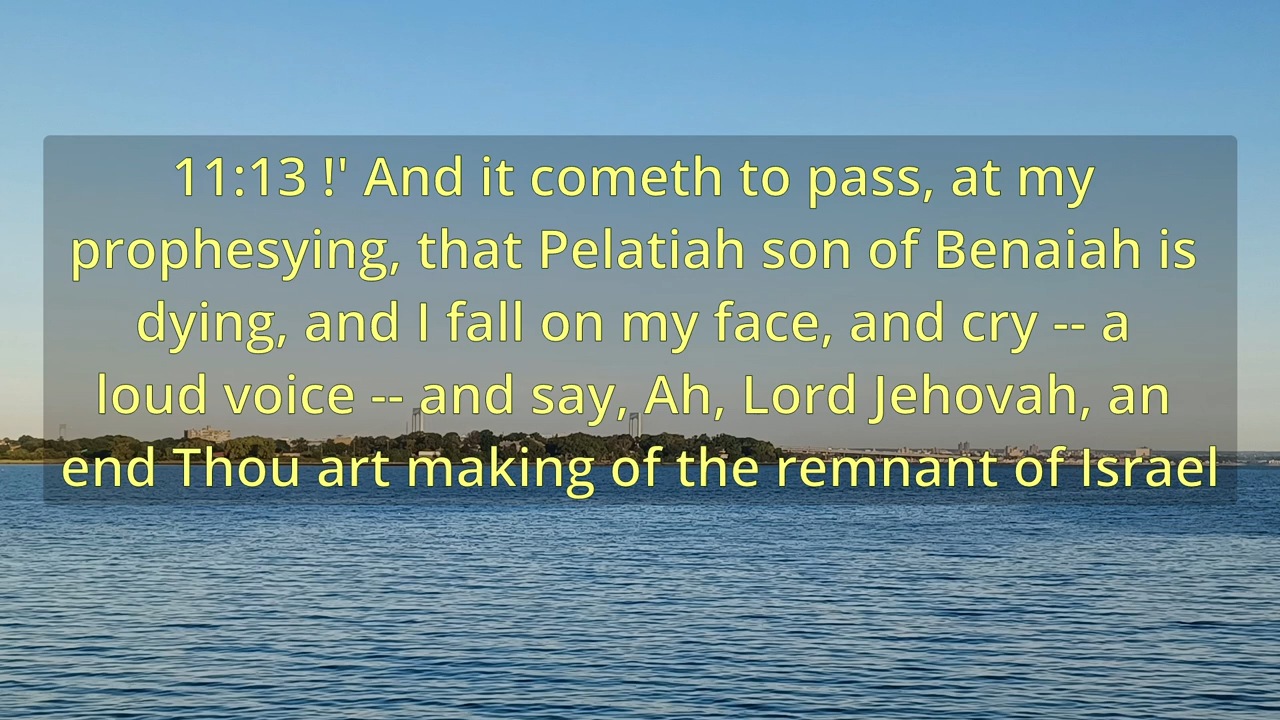 11:13 !' And it cometh to pass, at my
prophesying, that Pelatiah son of Benaiah is
dying, and I fall on my face, and cry -- a
loud voice -- and say, Ah, Lord Jehovah, an
end Thou art making of the remnant of Israel